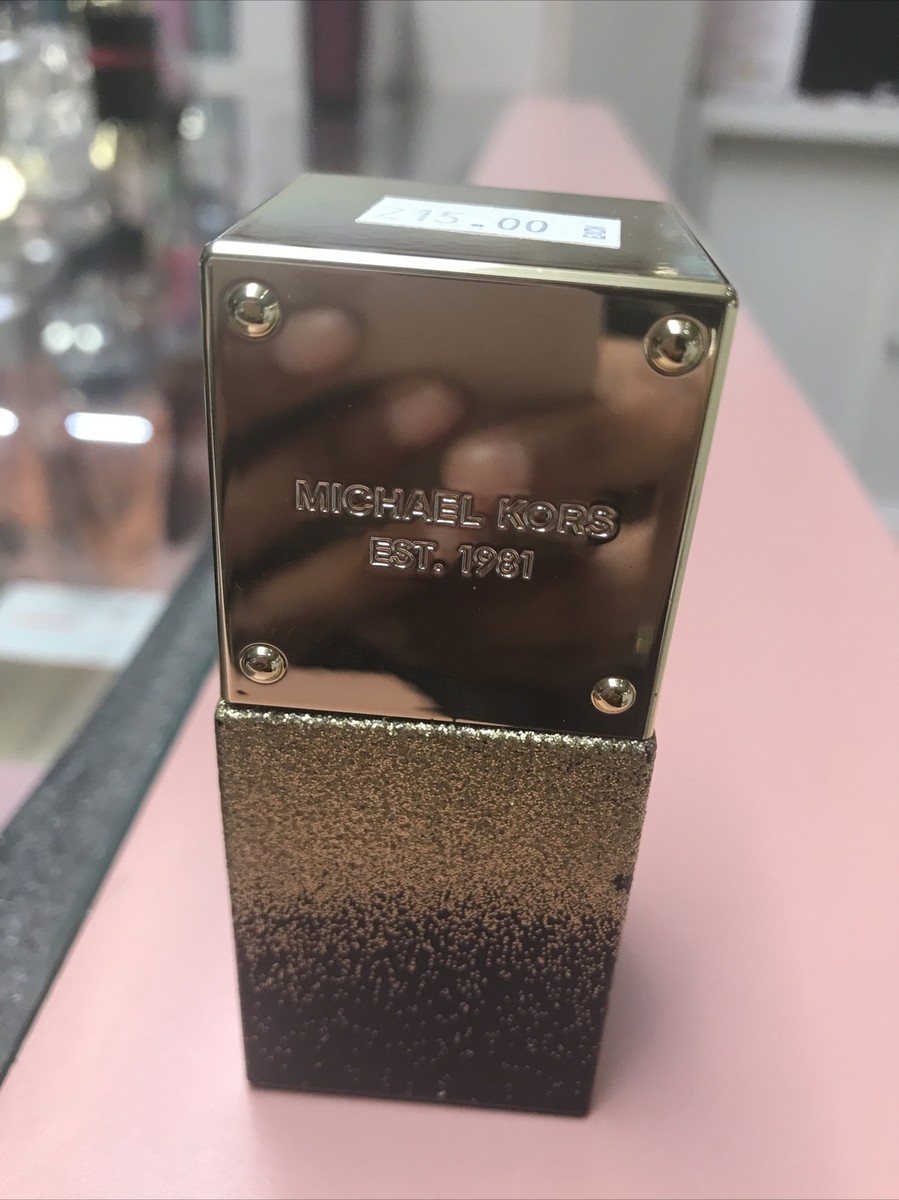 215.00
MICHAEL KORS
EST. 1981